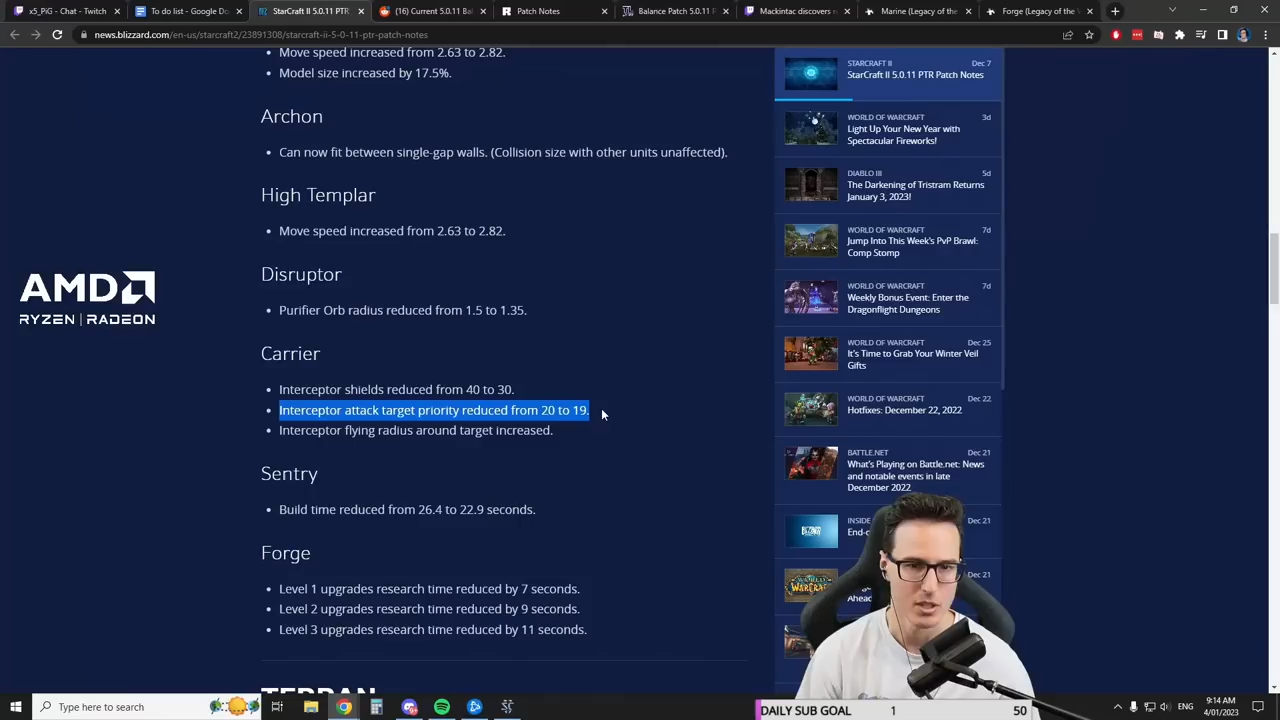 x5_PiG - Chat - Twitch
To do list - Google D
StarCraft II 5.0.11 PTR
(16) Current 5.011 Bal
Patch Notes
Balance Patch 5.0.11 P
Makintac discovers n
Marine (Legacy of the
Forge (Legacy of the V
news.blizzard.com/en-us/starcraft2/23891308/starcraft-ii-5-0-11-ptr-patch-notes
Move speed increased from 2.63 to 2.82.
Model size increased by 17.5%.
Archon
Can now fit between single-gap walls. (Collision size with other units unaffected).
High Templar
Move speed increased from 2.63 to 2.82.
Disruptor
Purifier Orb radius reduced from 1.5 to 1.35.
Carrier
Interceptor shields reduced from 40 to 30.
Interceptor attack target priority reduced from 20 to 19.
Interceptor flying radius around target increased.
Sentry
Build time reduced from 26.4 to 22.9 seconds.
Forge
Level 1 upgrades research time reduced by 7 seconds.
Level 2 upgrades research time reduced by 9 seconds.
Level 3 upgrades research time reduced by 11 seconds.
TERRAN
AMD
RYZEN | RADEON
STARCRAFT II Dec 7
StarCraft II 5.0.11 PTR Patch Notes
WORLD OF WARCRAFT 3d
Light Up Your New Year with
Spectacular Fireworks!
DIABLO III 5d
The Darkening of Tristram Returns
January 3, 2023!
WORLD OF WARCRAFT 7d
Jump Into This Week's PvP Brawl:
Comp Stomp
WORLD OF WARCRAFT 7d
Weekly Bonus Event: Enter the
Dragonflight Dungeons
WORLD OF WARCRAFT Dec 25
It's Time to Grab Your Winter Veil
Gifts
WORLD OF WARCRAFT Dec 22
Hotfixes: December 22, 2022
BATTLE.NET Dec 21
What's Playing on Battle.net: News
and notable events in late
December 2022
INSIDE Dec 21
End-o
WORLD OF WARCRAFT
Dec 21
Ahead
Type here to search
DAILY SUB GOAL 1 50
ENG
9:14 AM
4/01/2023